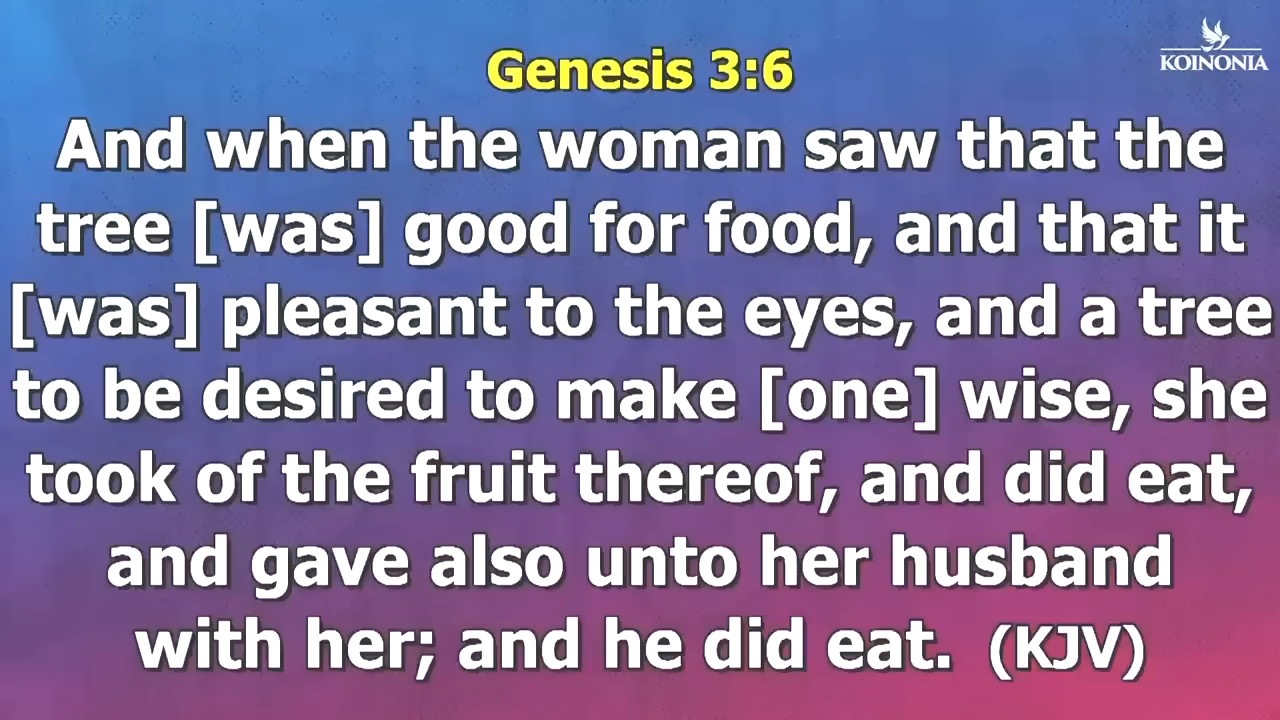 Genesis 3:6
KOINONIA
And when the woman saw that the
tree [was] good for food, and that it
[was] pleasant to the eyes, and a tree
to be desired to make [one] wise, she
took of the fruit thereof, and did eat,
and gave also unto her husband
with her; and he did eat. (KJV)